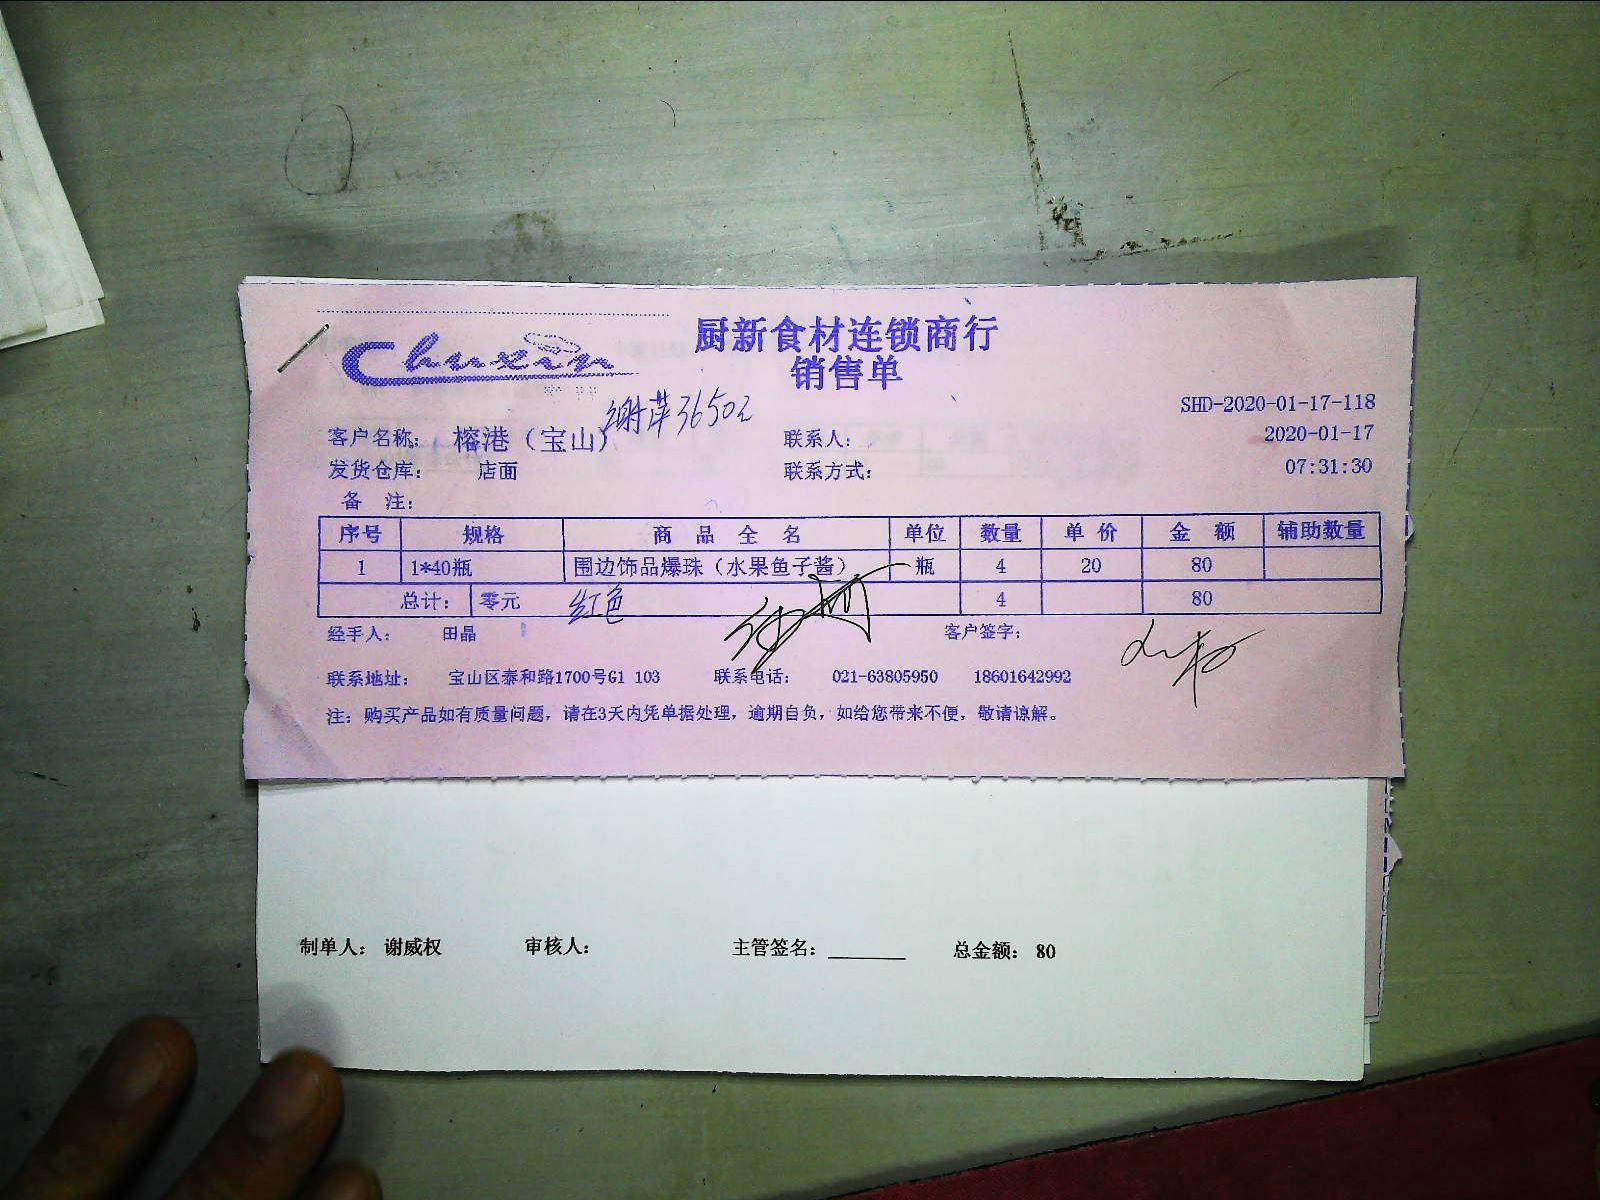 Chuxin
厨新食材连锁商行
销售单
谢萍3650元
SHD-2020-01-17-118
客户名称: 榕港（宝山） 联系人: 2020-01-17
发货仓库: 店面 联系方式: 07:31:30
备 注:
序号 规格 商 品 全 名 单位 数量 单 价 金 额 辅助数量
1 1*40瓶 围边饰品爆珠（水果鱼子酱） 瓶 4 20 80
总计: 零元 红色 4 80
经手人: 田晶 客户签字:
联系地址: 宝山区泰和路1700号G1 103 联系电话: 021-63805950 18601642992
注: 购买产品如有质量问题, 请在3天内凭单据处理, 逾期自负, 如给您带来不便, 敬请谅解。
制单人: 谢威权 审核人: 主管签名: 总金额: 80